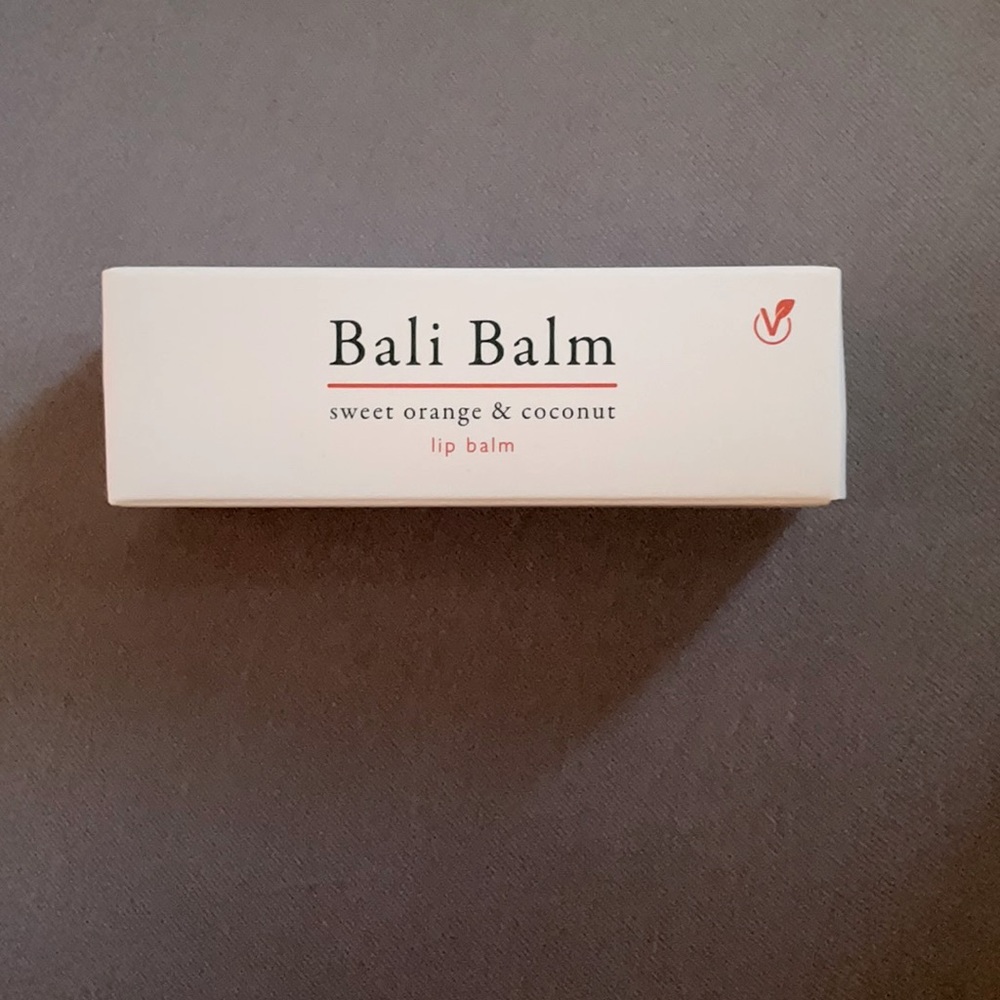 Bali Balm
sweet orange & coconut
lip balm